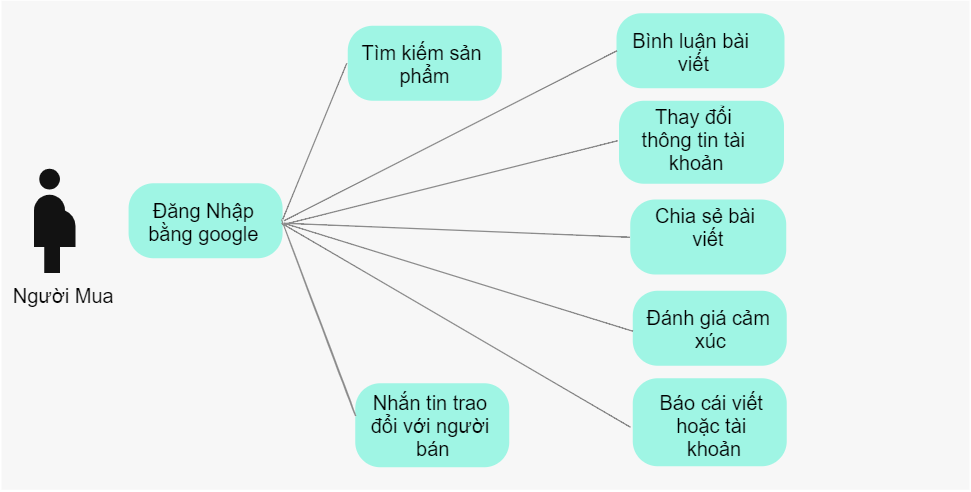 Tìm kiếm sản
phẩm
Bình luận bài
viết
Thay đổi
thông tin tài
khoản
Đăng Nhập
bằng google
Chia sẻ bài
viết
Người Mua
Đánh giá cảm
xúc
Nhắn tin trao
đổi với người
bán
Báo cái viết
hoặc tài
khoản